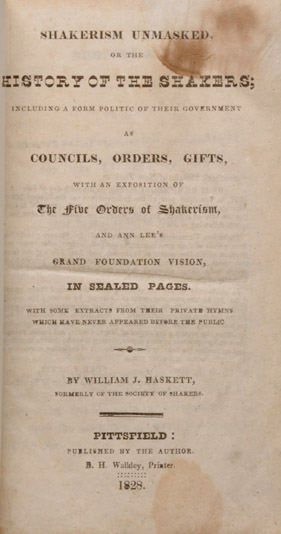 SHAKERISM UNMASKED,
OR THE
HISTORY OF THE SHAKERS;
INCLUDING A FORM POLITIC OF THEIR GOVERNMENT
AS
COUNCILS, ORDERS, GIFTS,
WITH AN EXPOSITION OF
The Five Orders of Shakerism,
AND ANN LEE'S
GRAND FOUNDATION VISION,
IN SEALED PAGES.
WITH SOME EXTRACTS FROM THEIR PRIVATE HYMNS
WHICH HAVE NEVER APPEARED BEFORE THE PUBLIC
BY WILLIAM J. HASKETT,
FORMERLY OF THE SOCIETY OF SHAKERS.
PITTSFIELD:
PUBLISHED BY THE AUTHOR.
B. H. Walkley, Printer.
1828.